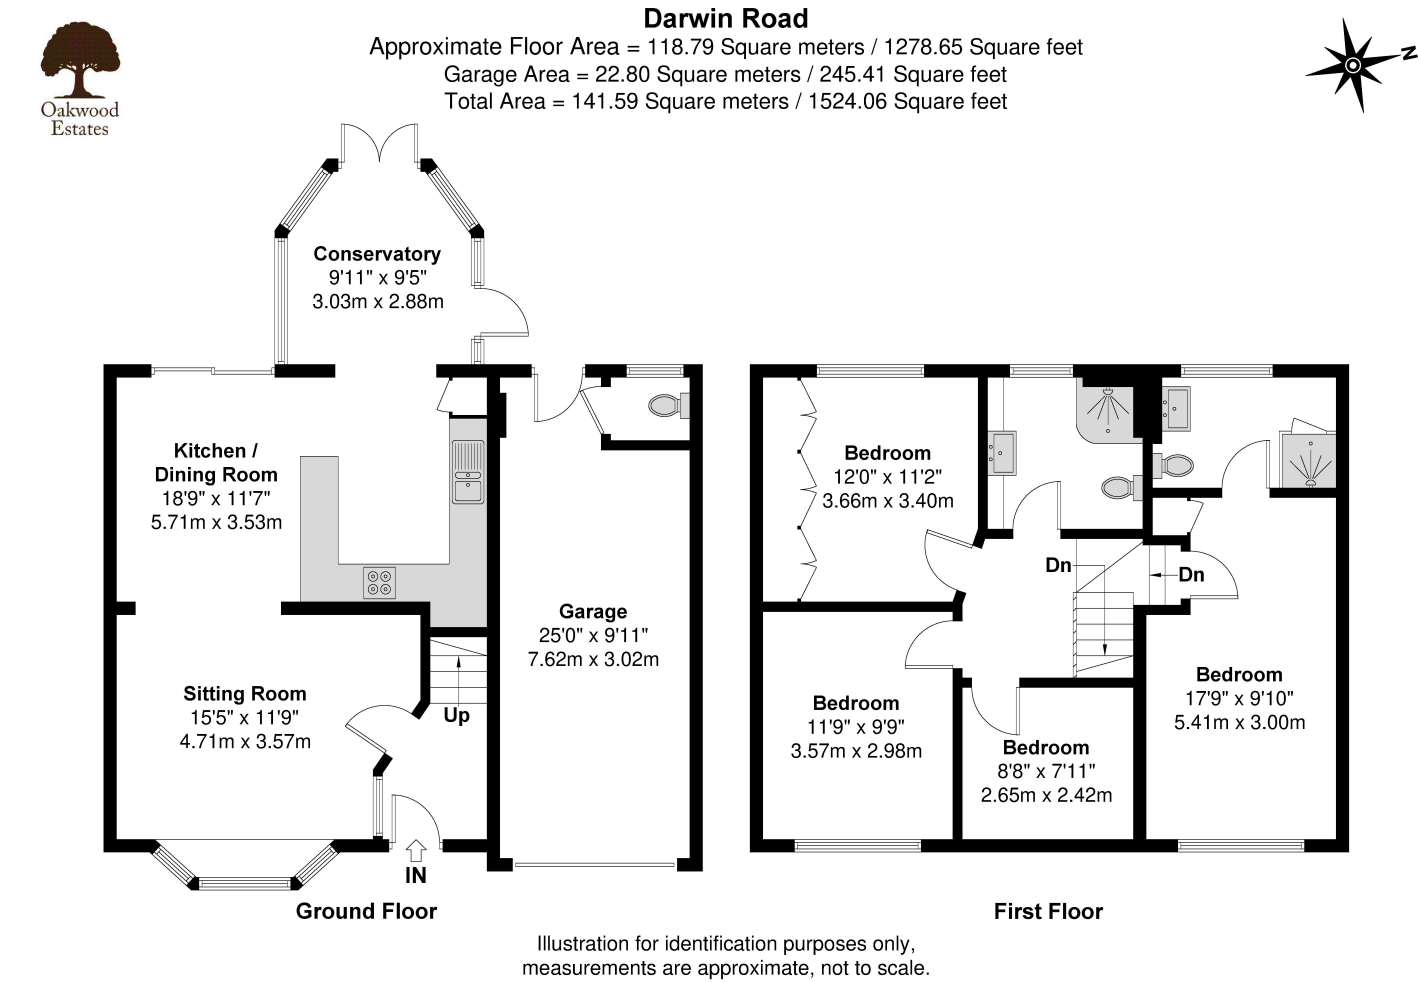 Darwin Road
Approximate Floor Area = 118.79 Square meters / 1278.65 Square feet
Garage Area = 22.80 Square meters / 245.41 Square feet
Total Area = 141.59 Square meters / 1524.06 Square feet
Oakwood
Estates
N
Conservatory
9'11" x 9'5"
3.03m x 2.88m
Kitchen /
Dining Room
18'9" x 11'7"
5.71m x 3.53m
Sitting Room
15'5" x 11'9"
4.71m x 3.57m
Up
IN
Garage
25'0" x 9'11"
7.62m x 3.02m
Ground Floor
Bedroom
12'0" x 11'2"
3.66m x 3.40m
Dn
Dn
Bedroom
11'9" x 9'9"
3.57m x 2.98m
Bedroom
8'8" x 7'11"
2.65m x 2.42m
Bedroom
17'9" x 9'10"
5.41m x 3.00m
First Floor
Illustration for identification purposes only,
measurements are approximate, not to scale.